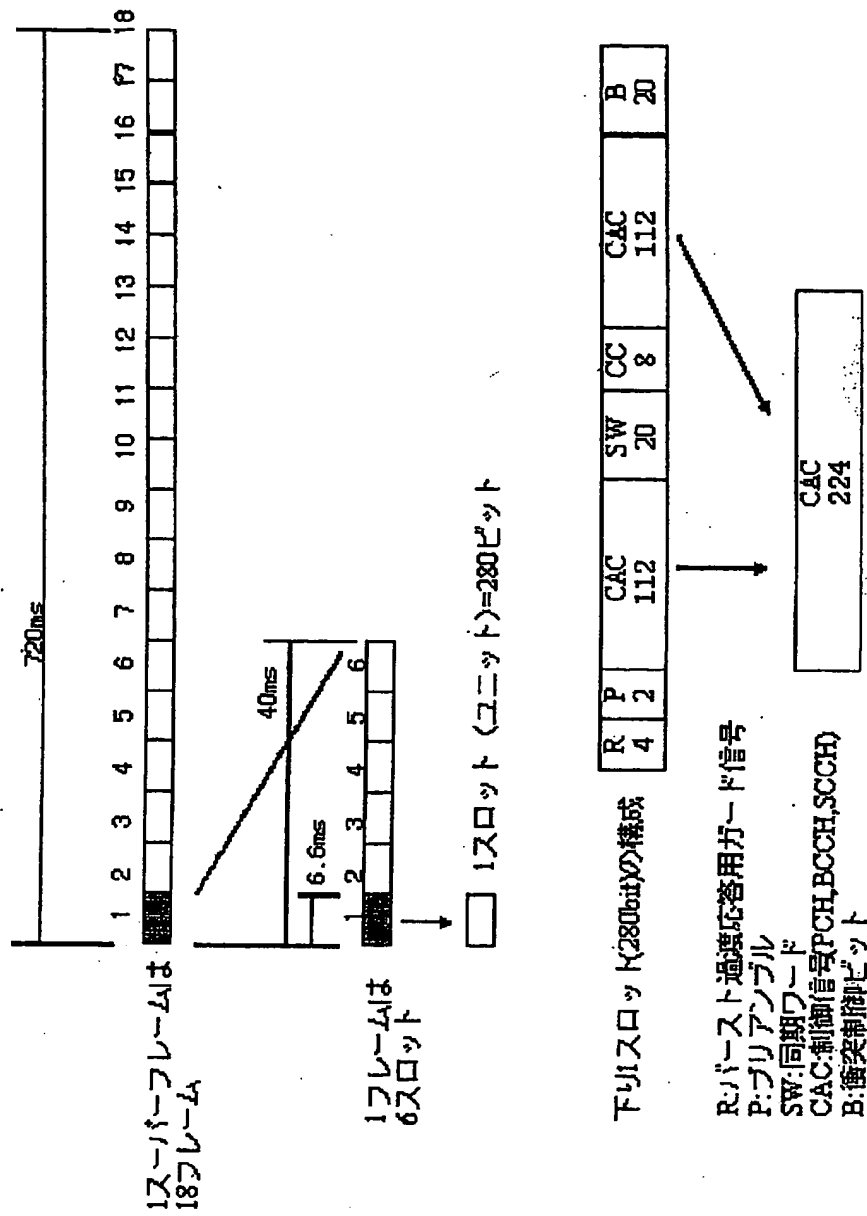 720ms
1 2 3 4 5 6 7 8 9 10 11 12 13 14 15 16 17 18
1スーパーフレームは
18フレーム
40ms
6.6ms
1 2 3 4 5 6
1フレームは
6スロット
1スロット (ユニット)=280ビット
下り1スロット(280bit)の構成
R P CAC SW CC CAC B
4 2 112 20 8 112 20
CAC
224
R:バースト過渡応答用ガード信号
P:プリアンブル
SW:同期ワード
CAC:制御信号(PCH,BCCH,SCCH)
B:衝突制御ビット